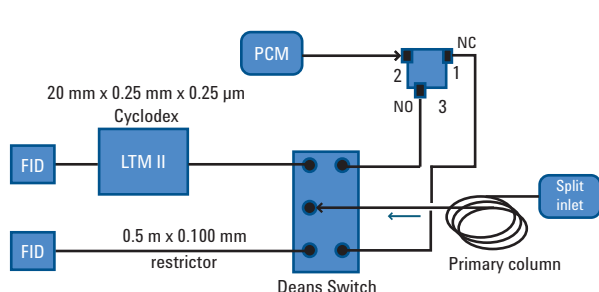 PCM
NC
2
1
NO
3
20 mm x 0.25 mm x 0.25 µm
Cyclodex
FID
LTM II
Split
inlet
FID
0.5 m x 0.100 mm
restrictor
Primary column
Deans Switch